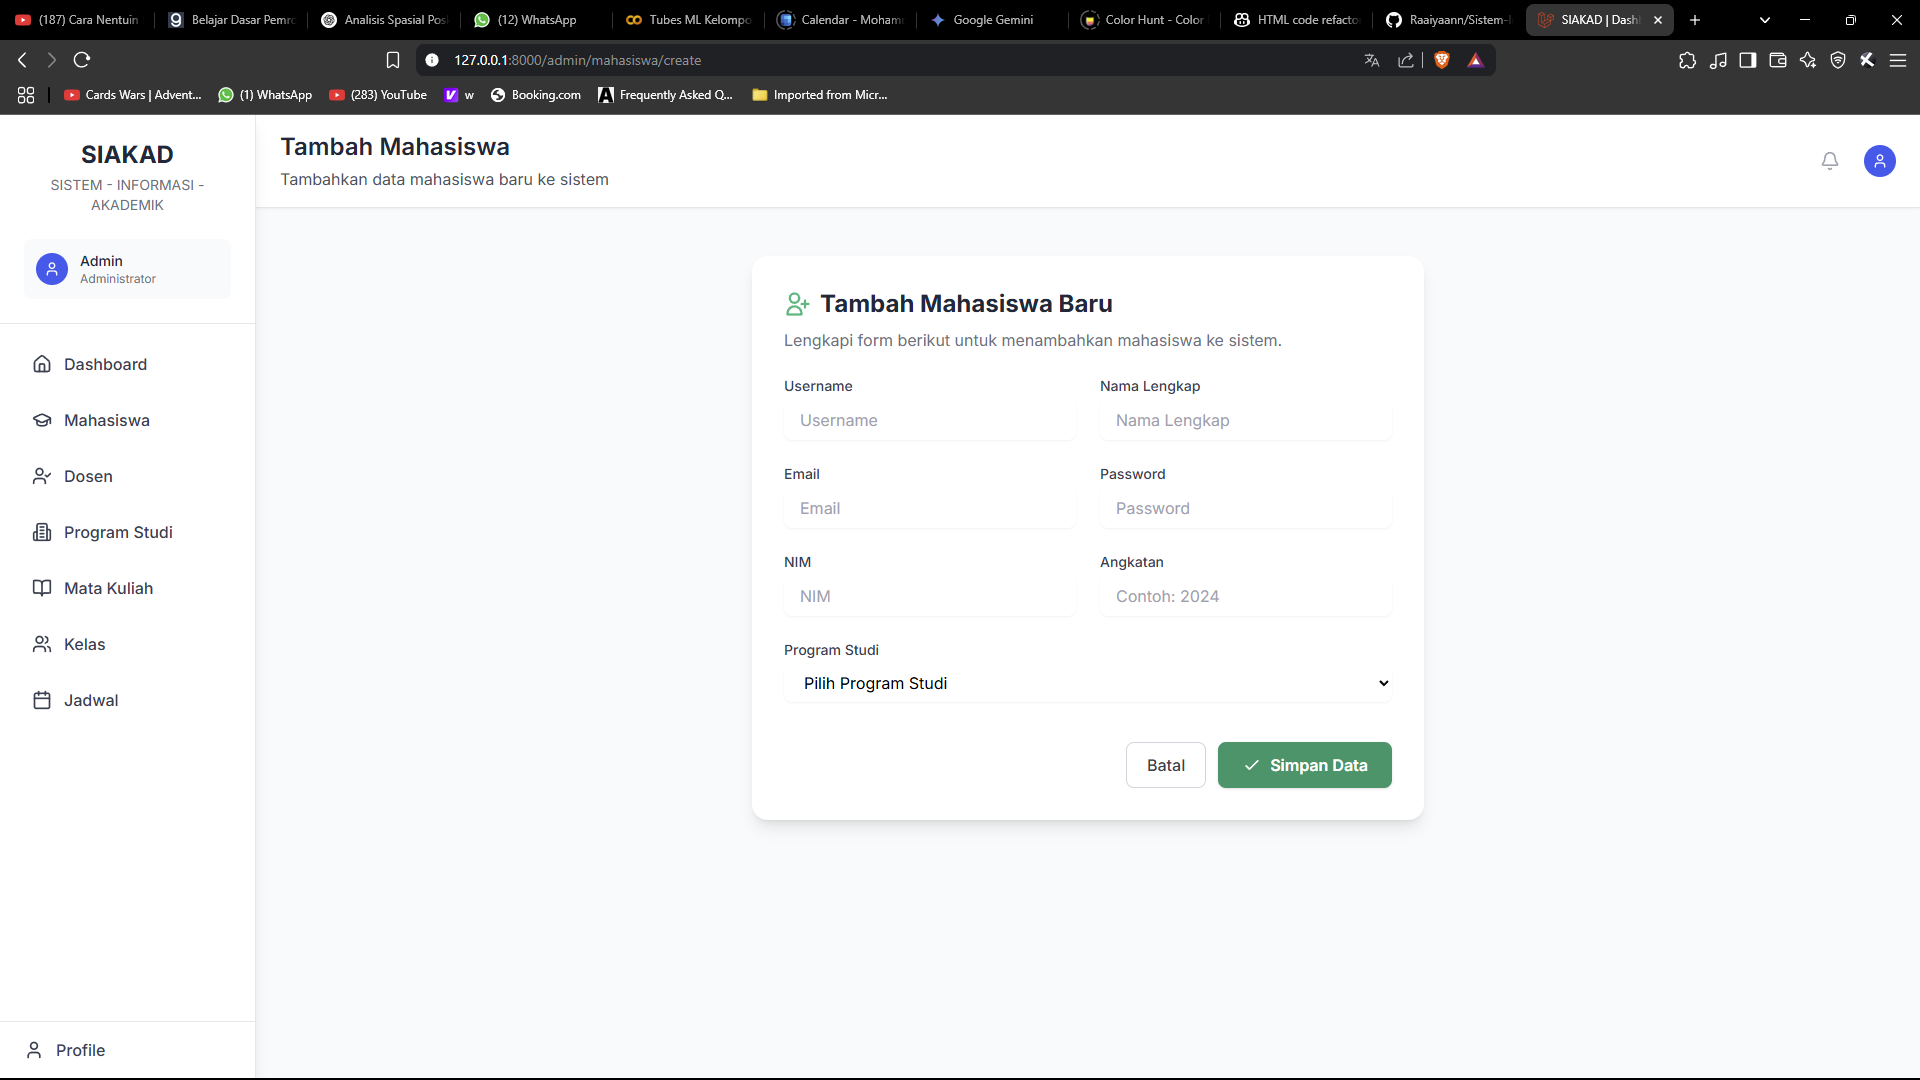 (187) Cara Nentuin
Belajar Dasar Pemro
Analisis Spasial Posk
(12) WhatsApp
Tubes ML Kelompo
Calendar - Mohamm
Google Gemini
Color Hunt - Color
HTML code refacto
Raaiyaann/Sistem-I
SIAKAD | Dash
127.0.0.1:8000/admin/mahasiswa/create
Cards Wars | Advent...
(1) WhatsApp
(283) YouTube
w
Booking.com
Frequently Asked Q...
Imported from Micr...
SIAKAD
SISTEM - INFORMASI -
AKADEMIK
Admin
Administrator
Dashboard
Mahasiswa
Dosen
Program Studi
Mata Kuliah
Kelas
Jadwal
Profile
Tambah Mahasiswa
Tambahkan data mahasiswa baru ke sistem
Tambah Mahasiswa Baru
Lengkapi form berikut untuk menambahkan mahasiswa ke sistem.
Username
Username
Nama Lengkap
Nama Lengkap
Email
Email
Password
Password
NIM
NIM
Angkatan
Contoh: 2024
Program Studi
Pilih Program Studi
Batal
Simpan Data